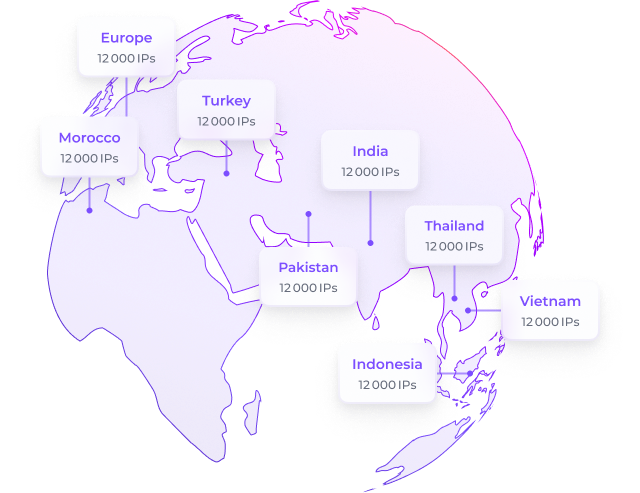 Europe
12 000 IPs
Turkey
12 000 IPs
Morocco
12 000 IPs
India
12 000 IPs
Thailand
12 000 IPs
Pakistan
12 000 IPs
Vietnam
12 000 IPs
Indonesia
12 000 IPs